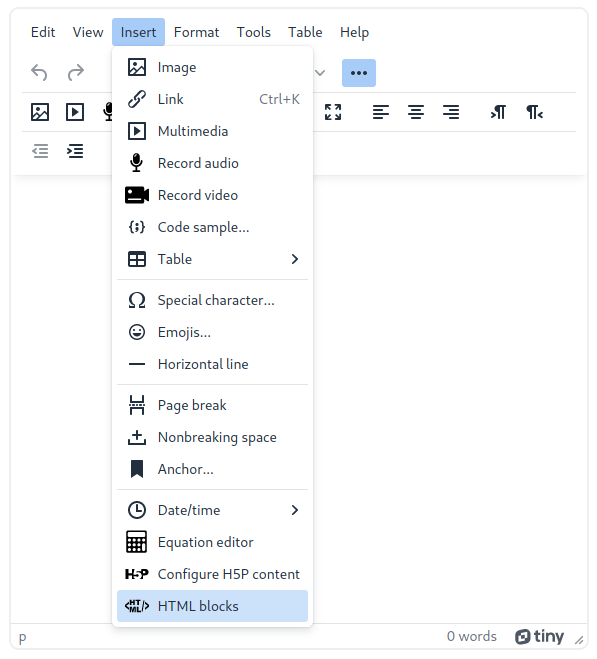 Edit View Insert Format Tools Table Help
Image
Link Ctrl+K
Multimedia
Record audio
Record video
Code sample...
Table
Special character...
Emojis...
Horizontal line
Page break
Nonbreaking space
Anchor...
Date/time
Equation editor
H5P Configure H5P content
HTML/> HTML blocks
p 0 words tiny